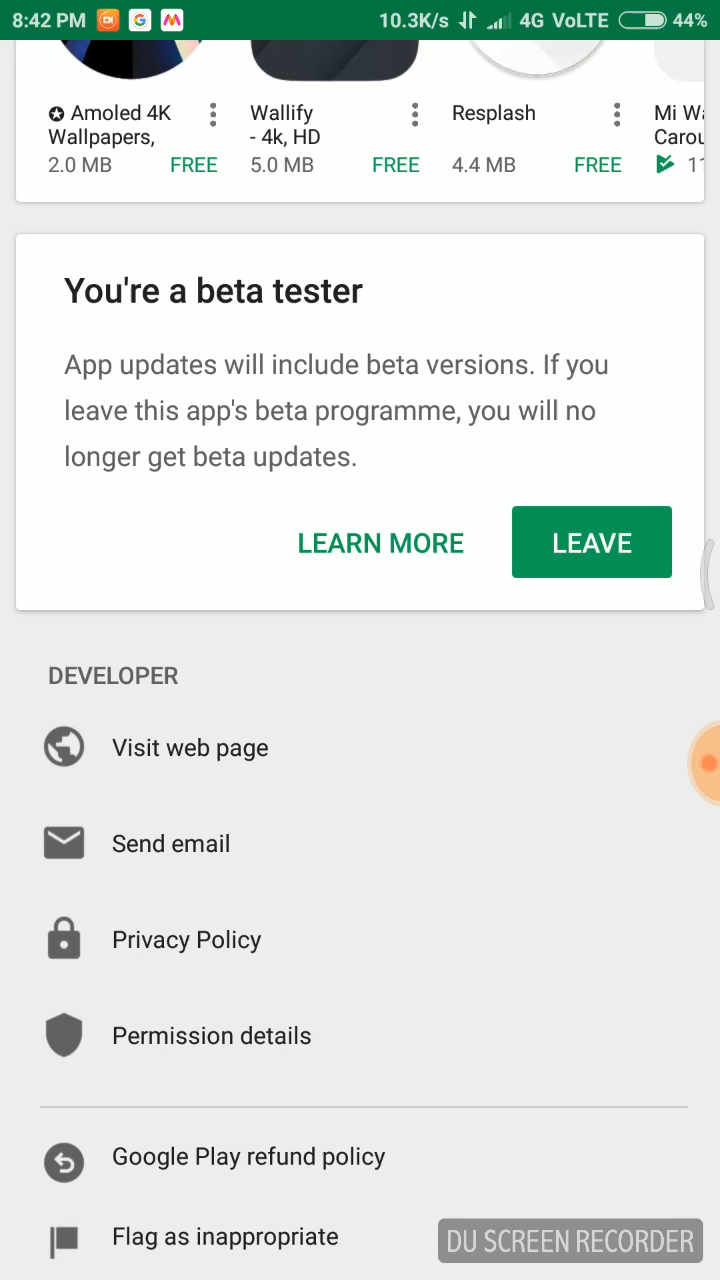 8:42 PM 10.3K/s 4G VoLTE 44%
Amoled 4K Wallify Resplash Mi Wa
Wallpapers, - 4k, HD Carou
2.0 MB FREE 5.0 MB FREE 4.4 MB FREE 11
You're a beta tester
App updates will include beta versions. If you
leave this app's beta programme, you will no
longer get beta updates.
LEARN MORE LEAVE
DEVELOPER
Visit web page
Send email
Privacy Policy
Permission details
Google Play refund policy
Flag as inappropriate
DU SCREEN RECORDER